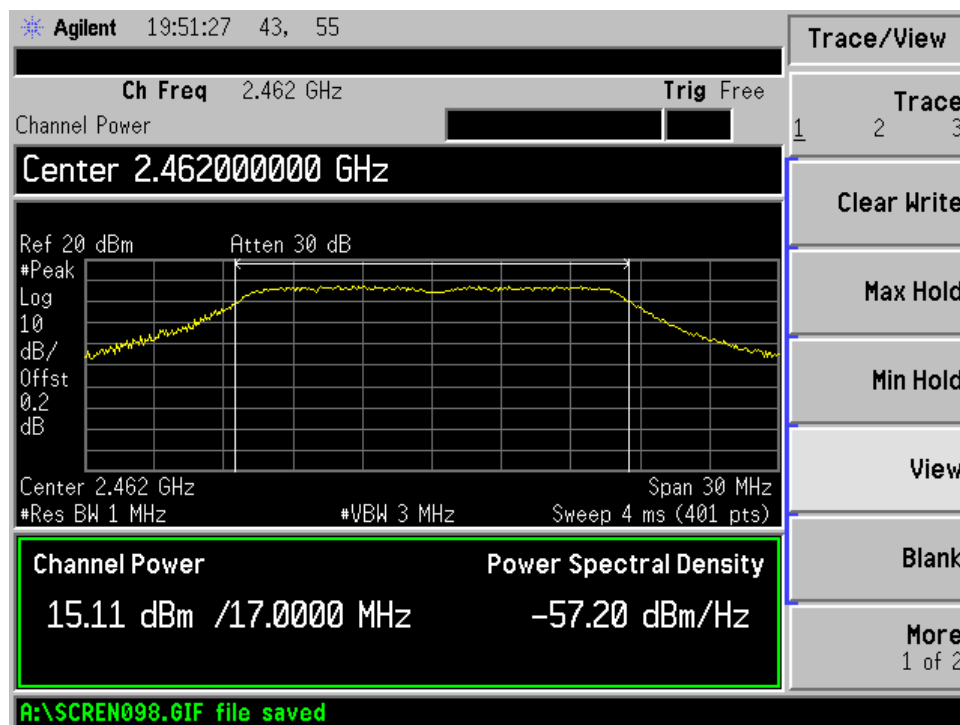 Agilent 19:51:27 43, 55
Trace/View
Ch Freq 2.462 GHz Trig Free
Channel Power
Trace
1 2 3
Center 2.462000000 GHz
Clear Write
Ref 20 dBm Atten 30 dB
#Peak
Log
10
dB/
Offst
0.2
dB
Max Hold
Min Hold
View
Center 2.462 GHz Span 30 MHz
#Res BW 1 MHz #VBW 3 MHz Sweep 4 ms (401 pts)
Channel Power Power Spectral Density
15.11 dBm /17.0000 MHz -57.20 dBm/Hz
Blank
More
1 of 2
A:\SCREN098.GIF file saved